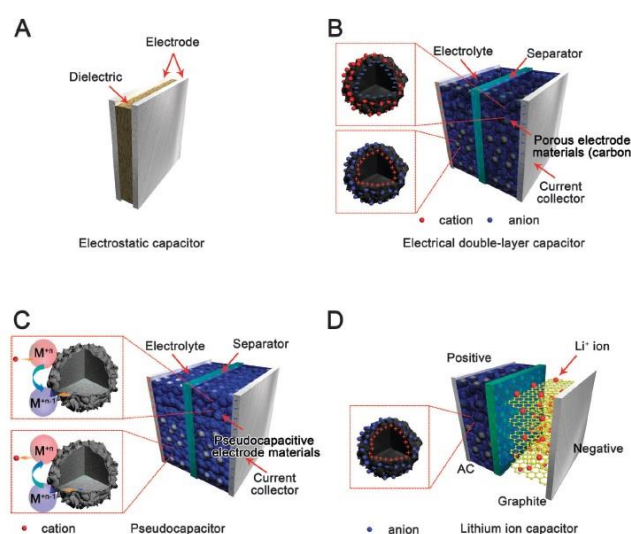 A
Electrode
Dielectric
Electrostatic capacitor
B
Electrolyte
Separator
Porous electrode
materials (carbon
Current
collector
cation
anion
Electrical double-layer capacitor
C
M+n
M+n-1
M+n
M+n-1
Electrolyte
Separator
Pseudocapacitive
electrode materials
Current
collector
cation
Pseudocapacitor
D
Li+ ion
Positive
Negative
AC
Graphite
anion
Lithium ion capacitor